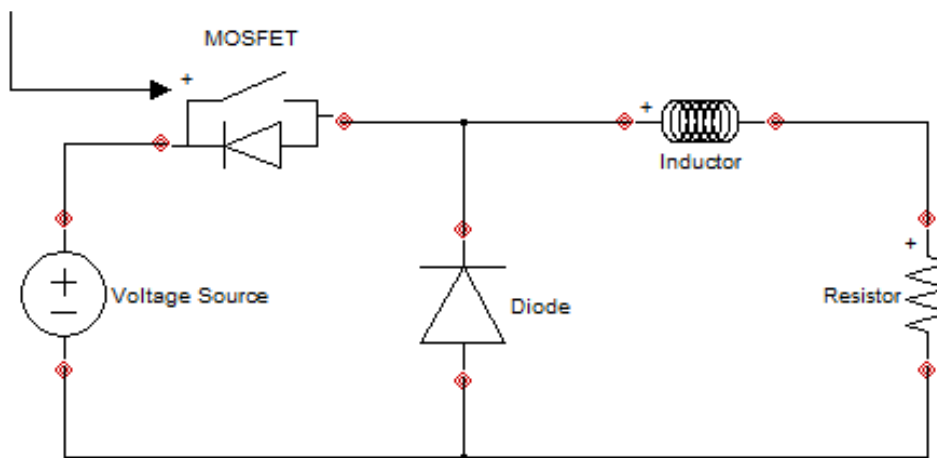 MOSFET
+
+
Inductor
+
Voltage Source
Diode
Resistor
+
−